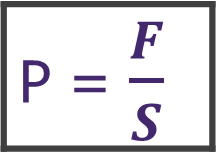 P = F/S